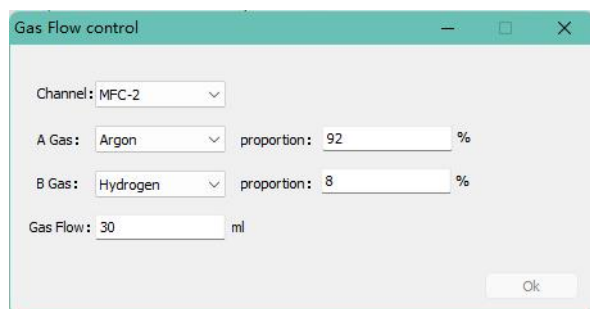 Gas Flow control
Channel: MFC-2
A Gas: Argon proportion: 92 %
B Gas: Hydrogen proportion: 8 %
Gas Flow: 30 ml
Ok